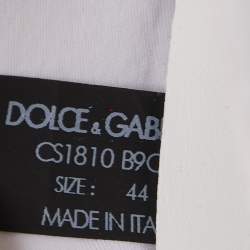 DOLCE & GAB
CS1810 B9C
SIZE: 44
MADE IN ITA